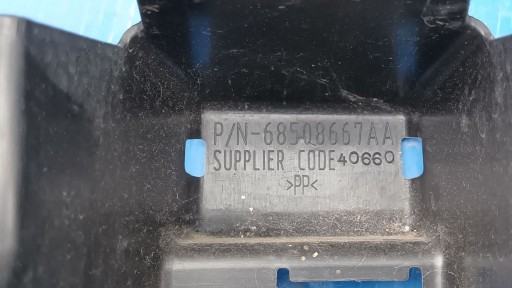 P/N-68508667AA
SUPPLIER CODE 40660
>PP<